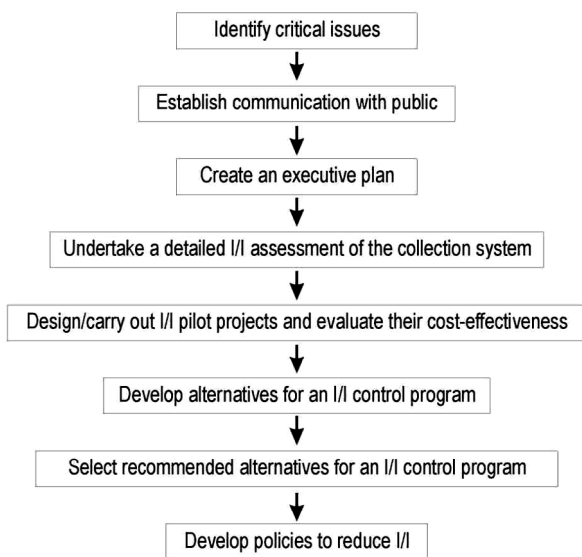 Identify critical issues
Establish communication with public
Create an executive plan
Undertake a detailed I/I assessment of the collection system
Design/carry out I/I pilot projects and evaluate their cost-effectiveness
Develop alternatives for an I/I control program
Select recommended alternatives for an I/I control program
Develop policies to reduce I/I